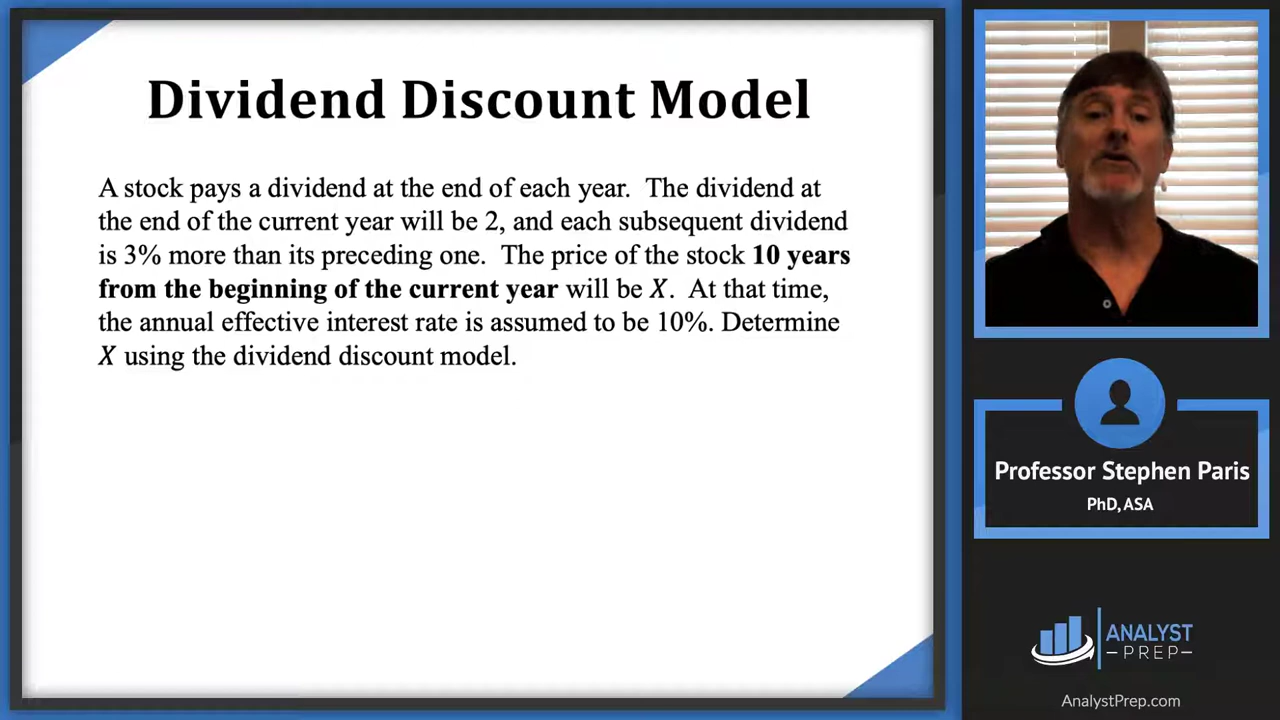 Dividend Discount Model
A stock pays a dividend at the end of each year. The dividend at
the end of the current year will be 2, and each subsequent dividend
is 3% more than its preceding one. The price of the stock 10 years
from the beginning of the current year will be X. At that time,
the annual effective interest rate is assumed to be 10%. Determine
X using the dividend discount model.
Professor Stephen Paris
PhD, ASA
ANALYST
PREP
AnalystPrep.com